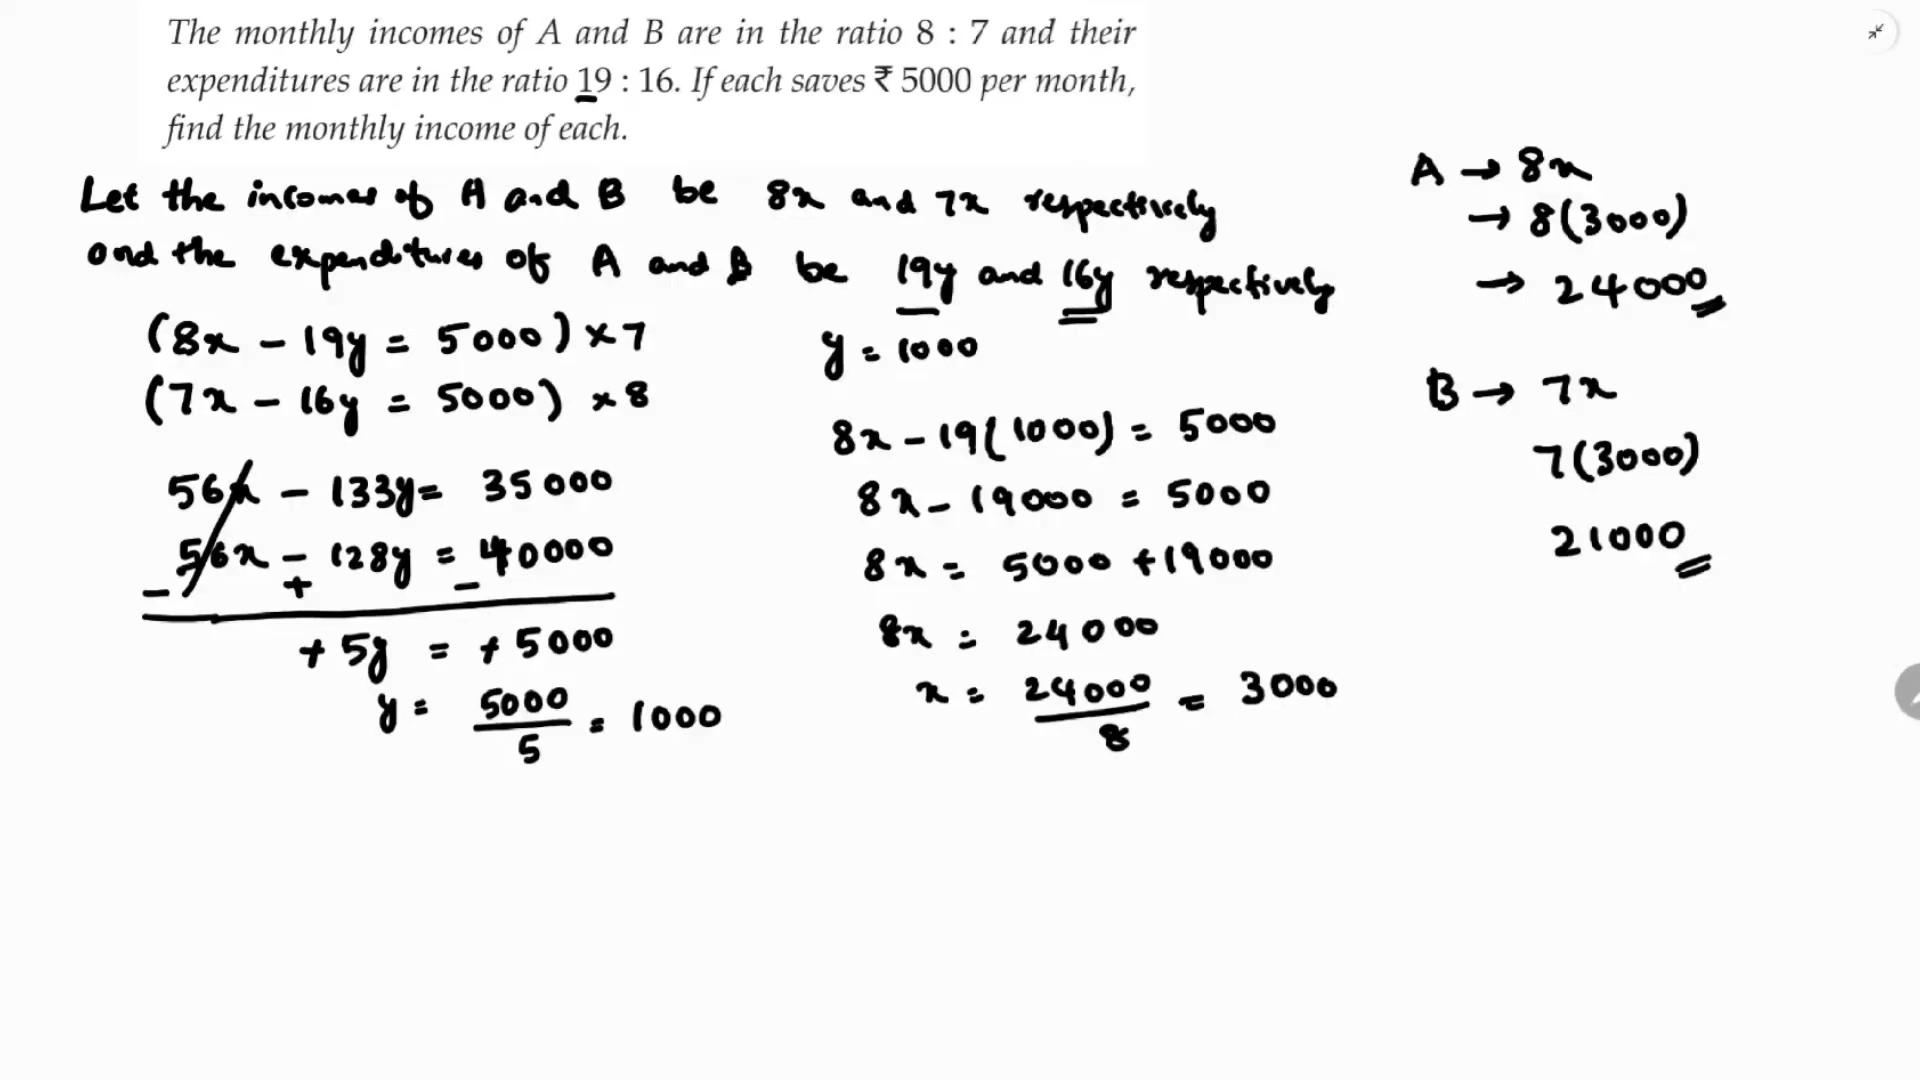 The monthly incomes of A and B are in the ratio 8 : 7 and their
expenditures are in the ratio 19 : 16. If each saves ₹ 5000 per month,
find the monthly income of each.
Let the incomes of A and B be 8x and 7x respectively
and the expenditures of A and B be 19y and 16y respectively
(8x - 19y = 5000) × 7
(7x - 16y = 5000) × 8
56x - 133y = 35000
56x - 128y = 40000
- + -
+ 5y = + 5000
y = 5000/5 = 1000
y = 1000
8x - 19(1000) = 5000
8x - 19000 = 5000
8x = 5000 + 19000
8x = 24000
x = 24000/8 = 3000
A → 8x
→ 8(3000)
→ 24000
B → 7x
7(3000)
21000